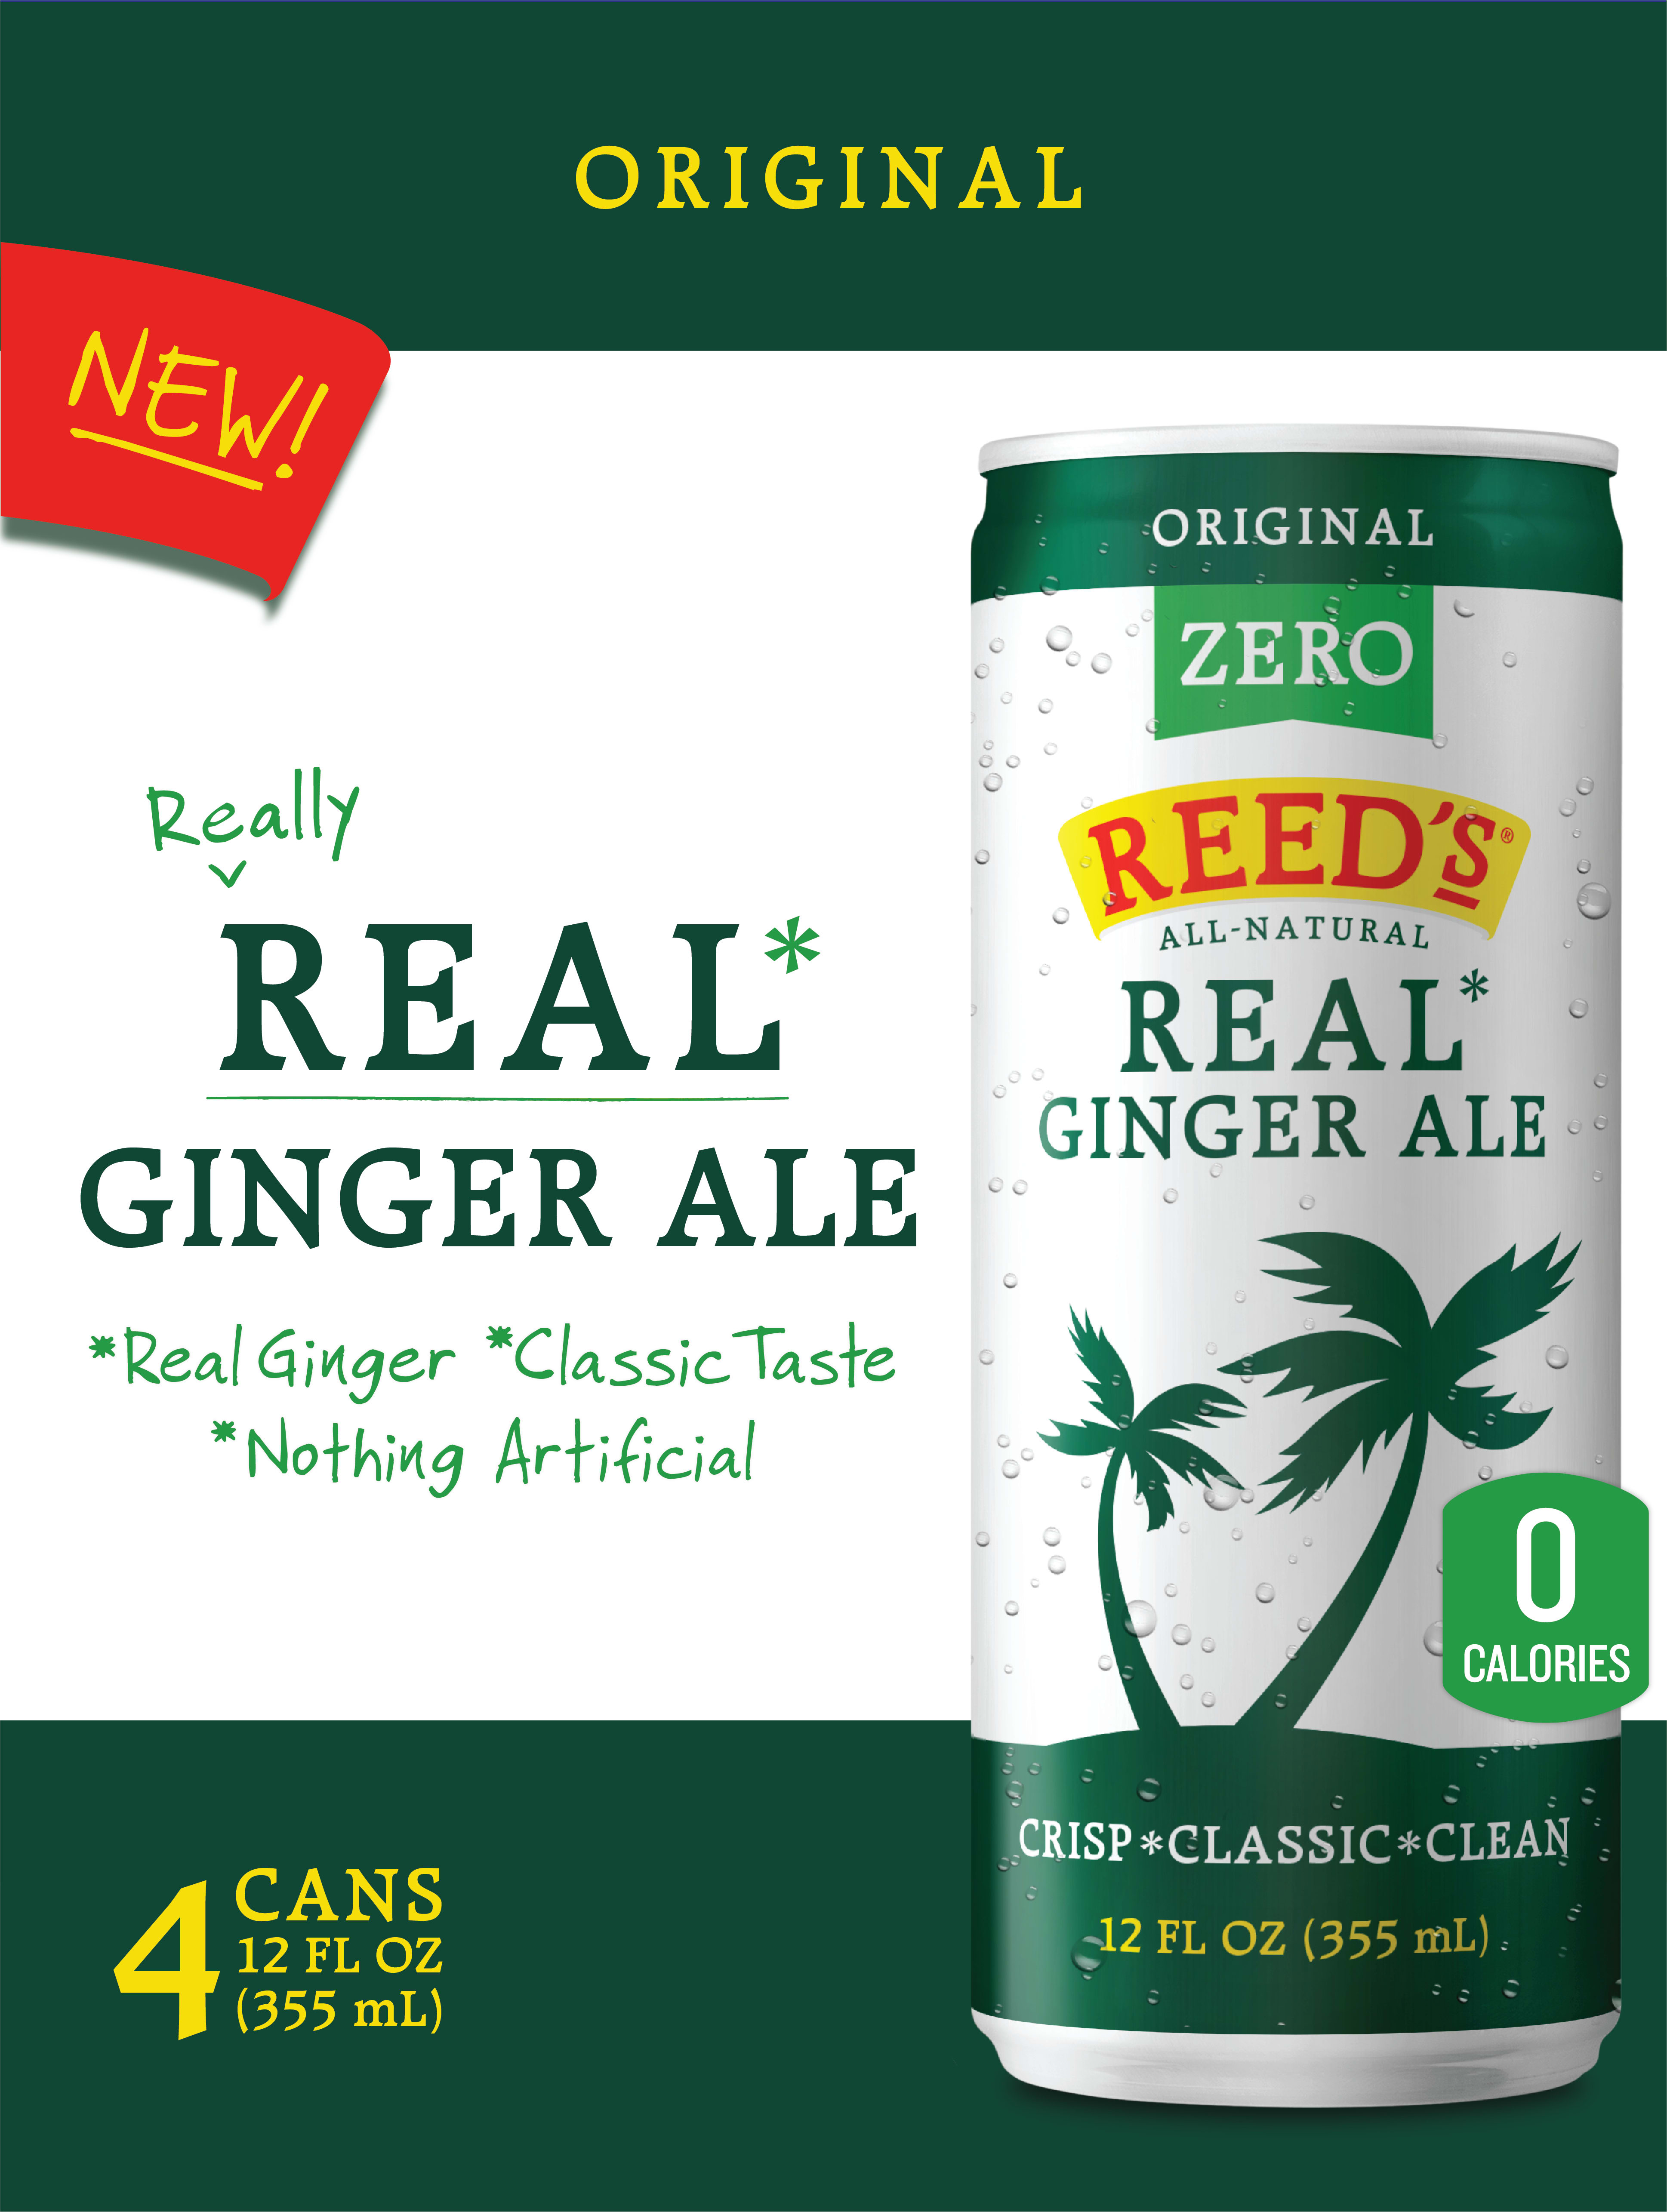 ORIGINAL
NEW!
Really
REAL*
GINGER ALE
*Real Ginger *Classic Taste
*Nothing Artificial
4 CANS
12 FL OZ
(355 mL)
ORIGINAL
ZERO
REED'S®
ALL-NATURAL
REAL*
GINGER ALE
0
CALORIES
CRISP*CLASSIC*CLEAN
12 FL OZ (355 mL)